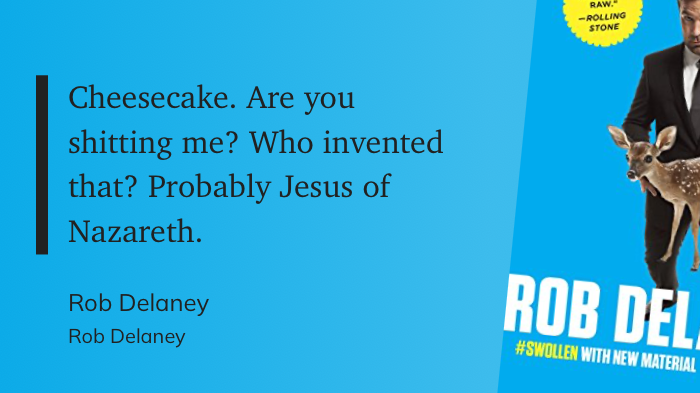 RAW."
—ROLLING
STONE
Cheesecake. Are you
shitting me? Who invented
that? Probably Jesus of
Nazareth.
Rob Delaney
Rob Delaney
ROB DEL
#SWOLLEN WITH NEW MATERIAL